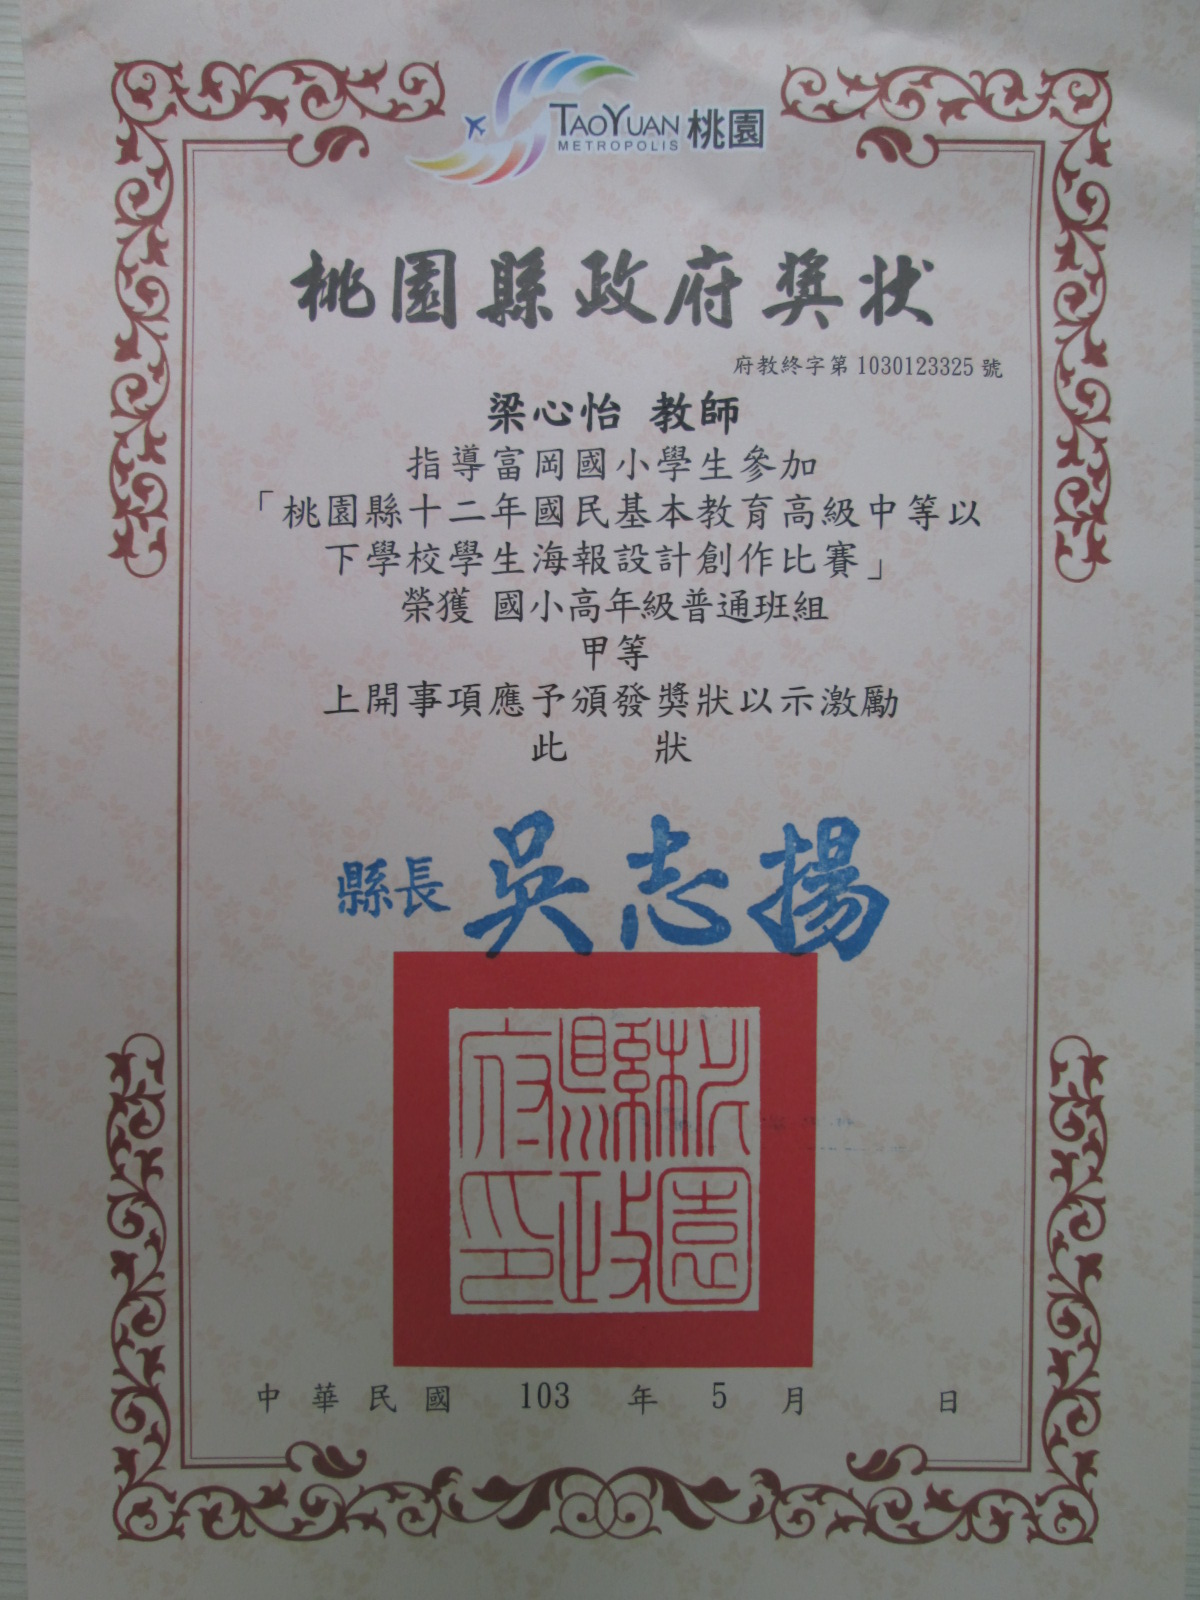 TAOYUAN 桃園
METROPOLIS
桃園縣政府獎狀
府教終字第1030123325號
梁心怡 教師
指導富岡國小學生參加
「桃園縣十二年國民基本教育高級中等以
下學校學生海報設計創作比賽」
榮獲 國小高年級普通班組
甲等
上開事項應予頒發獎狀以示激勵
此 狀
縣長 吳志揚
桃園縣政府印
中華民國 103 年 5 月 日